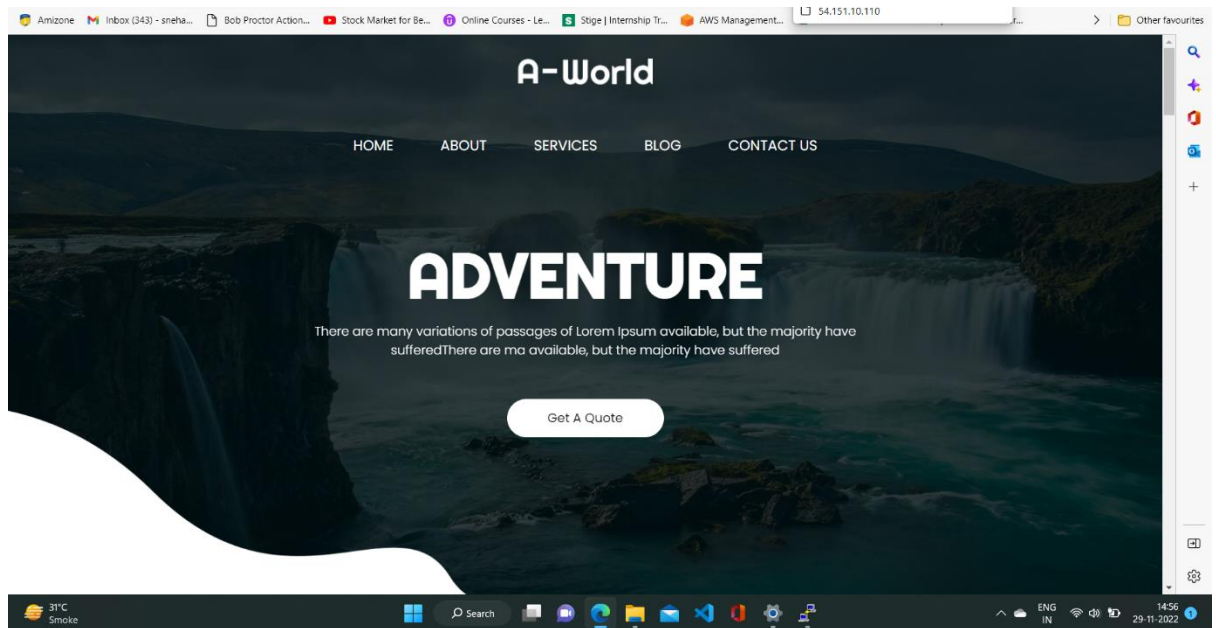 54.151.10.110
Amizone Inbox (343) - sneha... Bob Proctor Action... Stock Market for Be... Online Courses - Le... Stige | Internship Tr... AWS Management... Other favourites
A-World
HOME ABOUT SERVICES BLOG CONTACT US
ADVENTURE
There are many variations of passages of Lorem Ipsum available, but the majority have
sufferedThere are ma available, but the majority have suffered
Get A Quote
31°C
Smoke
Search
ENG
IN
14:56
29-11-2022
1